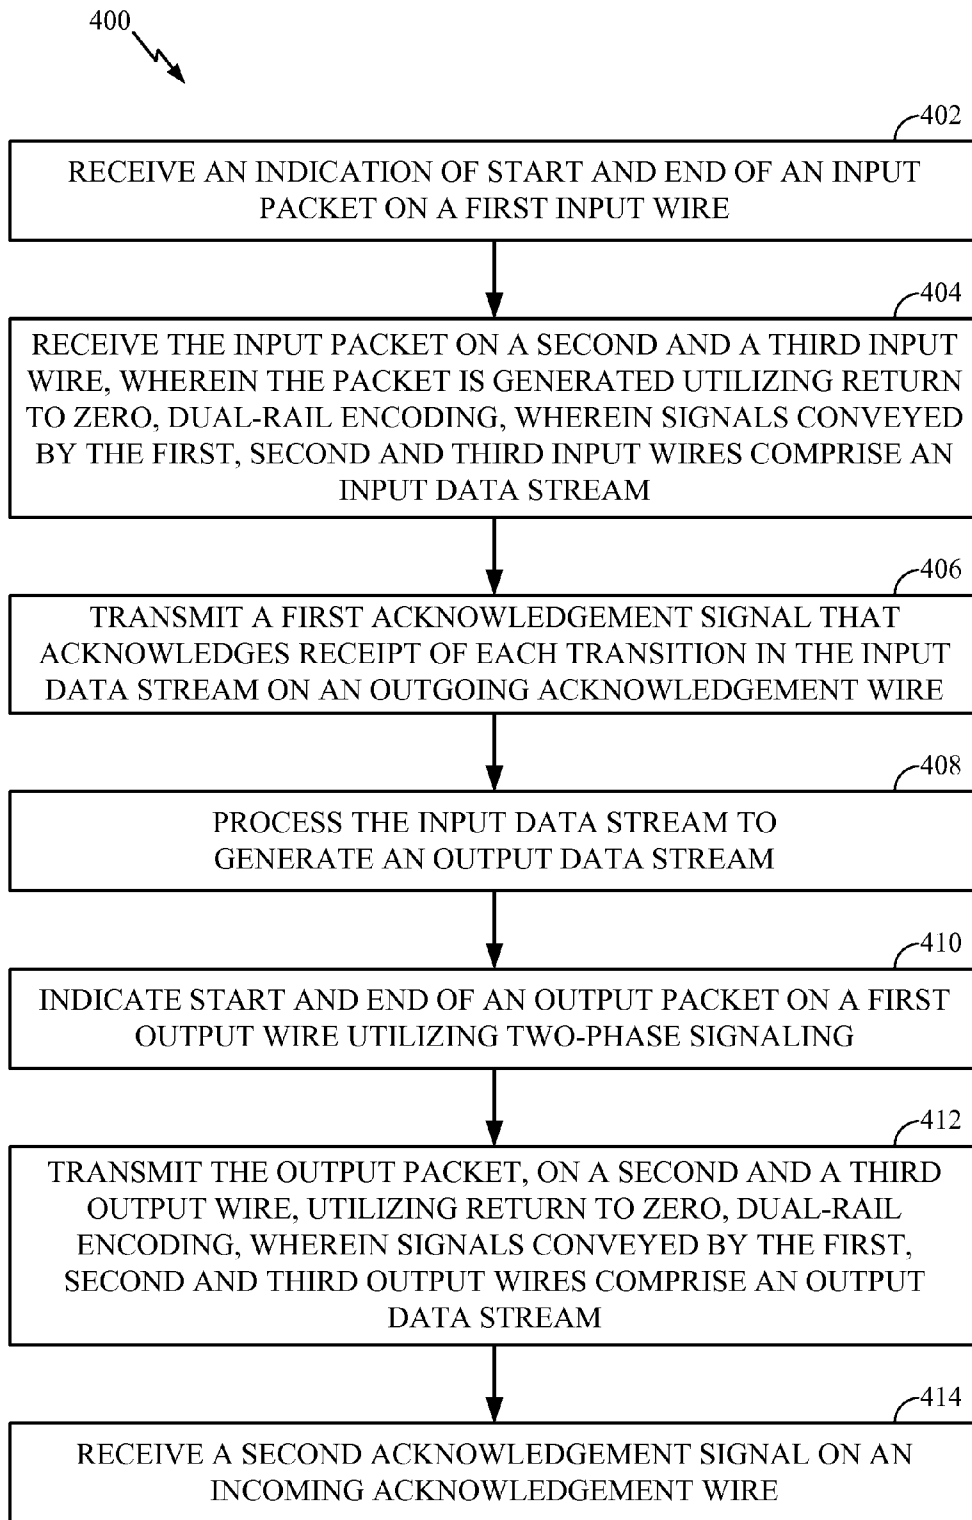 400
402
RECEIVE AN INDICATION OF START AND END OF AN INPUT
PACKET ON A FIRST INPUT WIRE
404
RECEIVE THE INPUT PACKET ON A SECOND AND A THIRD INPUT
WIRE, WHEREIN THE PACKET IS GENERATED UTILIZING RETURN
TO ZERO, DUAL-RAIL ENCODING, WHEREIN SIGNALS CONVEYED
BY THE FIRST, SECOND AND THIRD INPUT WIRES COMPRISE AN
INPUT DATA STREAM
406
TRANSMIT A FIRST ACKNOWLEDGEMENT SIGNAL THAT
ACKNOWLEDGES RECEIPT OF EACH TRANSITION IN THE INPUT
DATA STREAM ON AN OUTGOING ACKNOWLEDGEMENT WIRE
408
PROCESS THE INPUT DATA STREAM TO
GENERATE AN OUTPUT DATA STREAM
410
INDICATE START AND END OF AN OUTPUT PACKET ON A FIRST
OUTPUT WIRE UTILIZING TWO-PHASE SIGNALING
412
TRANSMIT THE OUTPUT PACKET, ON A SECOND AND A THIRD
OUTPUT WIRE, UTILIZING RETURN TO ZERO, DUAL-RAIL
ENCODING, WHEREIN SIGNALS CONVEYED BY THE FIRST,
SECOND AND THIRD OUTPUT WIRES COMPRISE AN OUTPUT
DATA STREAM
414
RECEIVE A SECOND ACKNOWLEDGEMENT SIGNAL ON AN
INCOMING ACKNOWLEDGEMENT WIRE